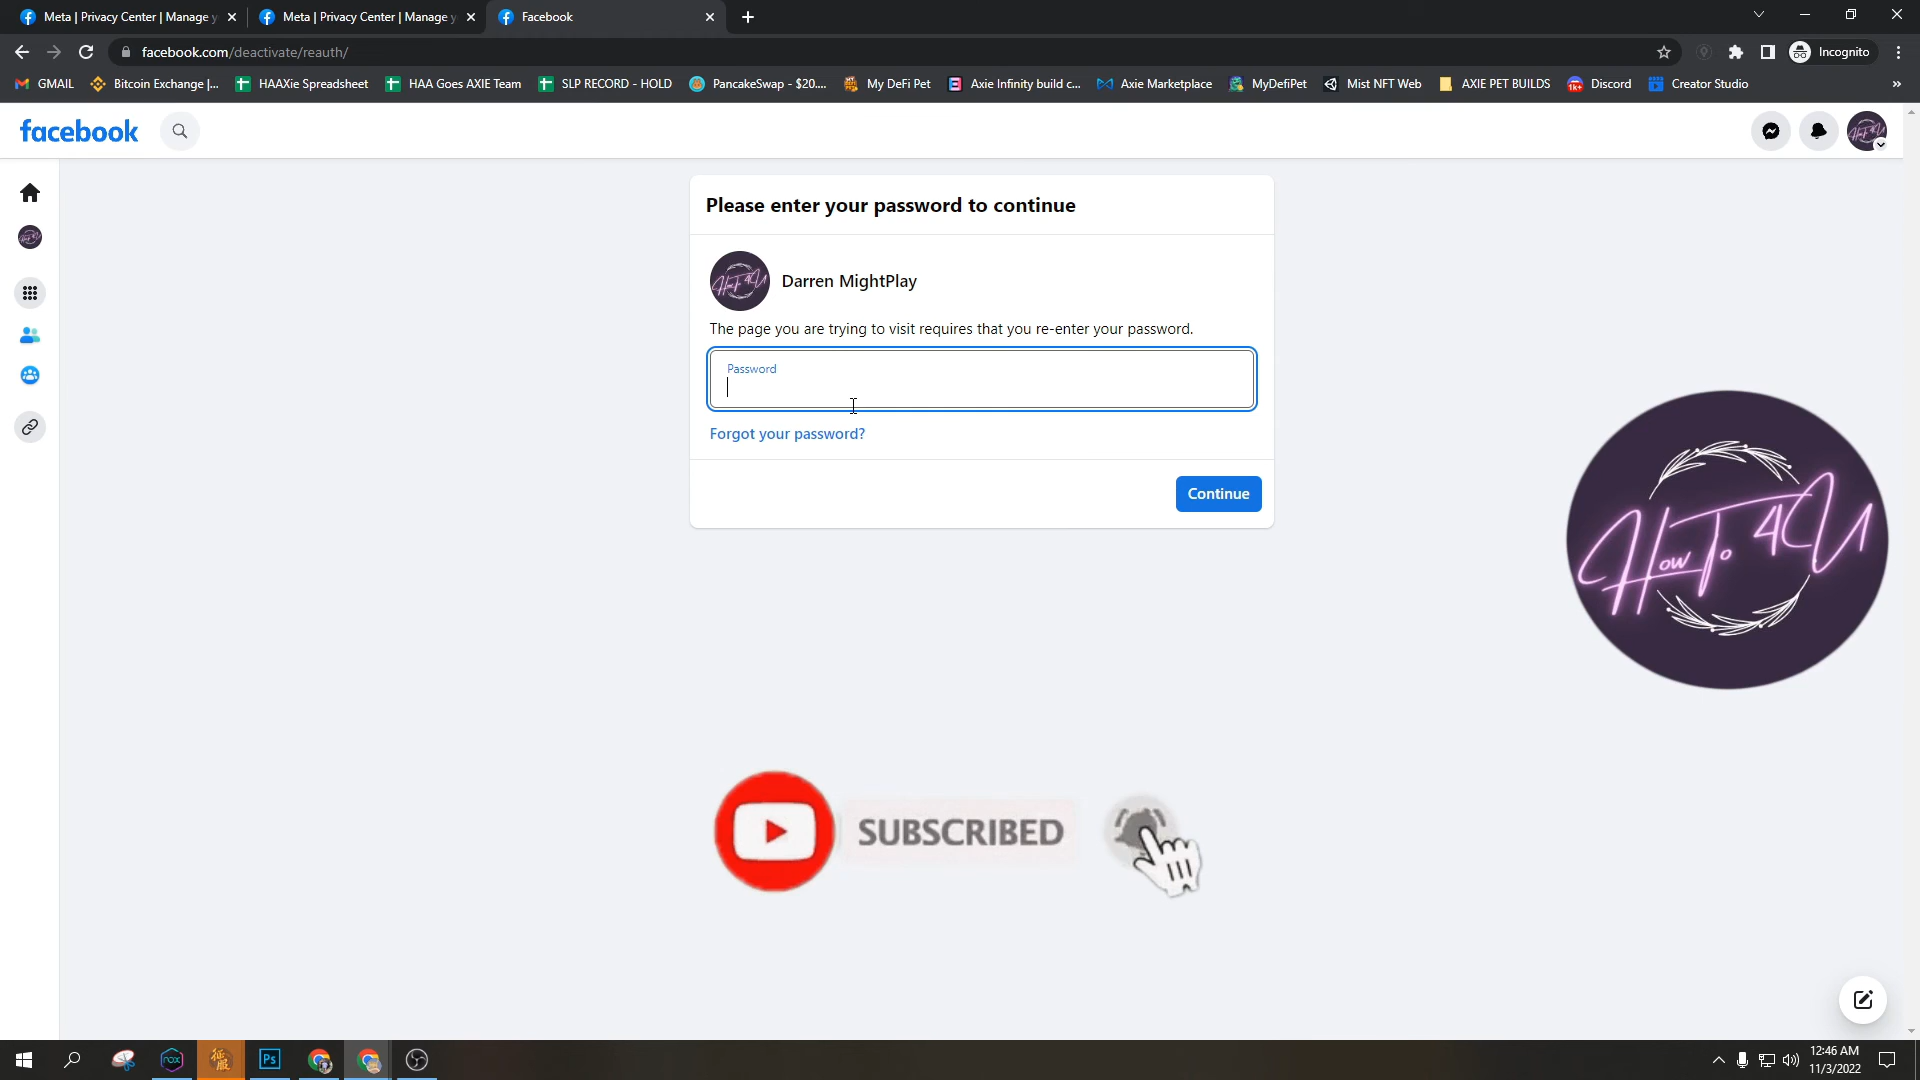 Meta | Privacy Center | Manage y
Meta | Privacy Center | Manage y
Facebook
facebook.com/deactivate/reauth/
Incognito
GMAIL
Bitcoin Exchange |...
HAAXie Spreadsheet
HAA Goes AXIE Team
SLP RECORD - HOLD
PancakeSwap - $20....
My DeFi Pet
Axie Infinity build c...
Axie Marketplace
MyDefiPet
Mist NFT Web
AXIE PET BUILDS
Discord
Creator Studio
facebook
Please enter your password to continue
Darren MightPlay
The page you are trying to visit requires that you re-enter your password.
Password
Forgot your password?
Continue
How To 4U
SUBSCRIBED
nox
征服
Ps
12:46 AM
11/3/2022